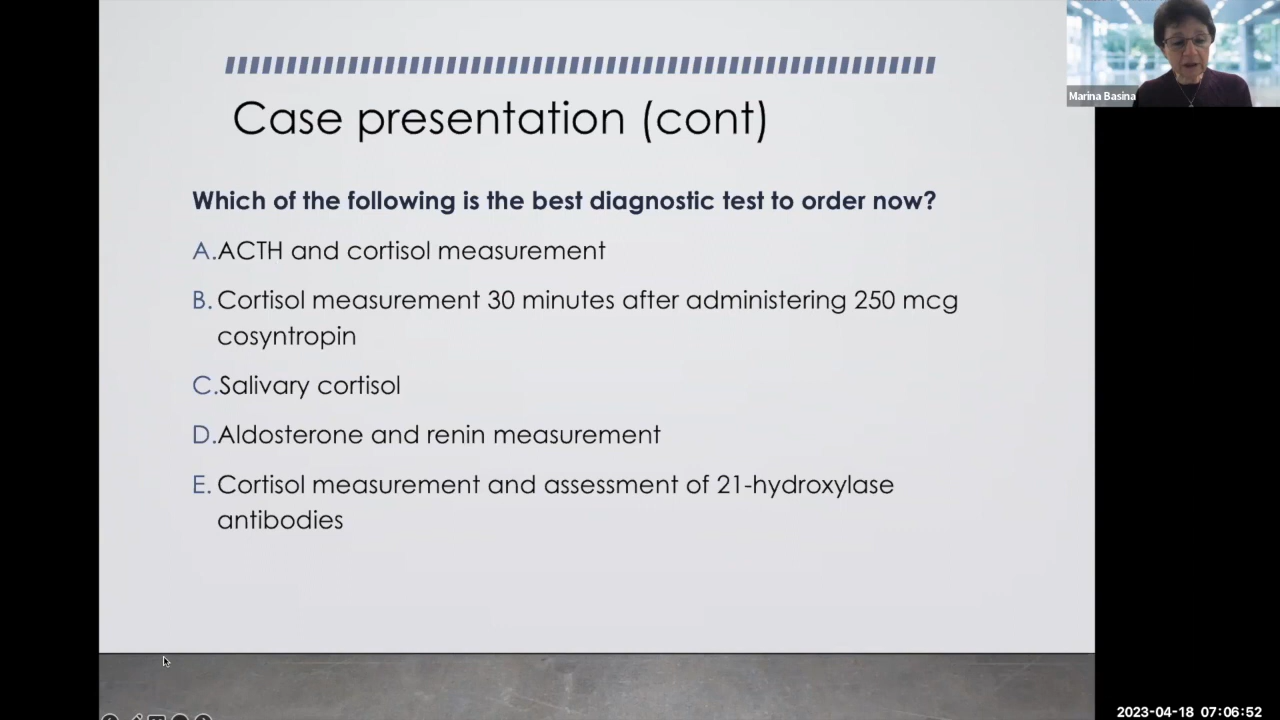 Case presentation (cont)
Which of the following is the best diagnostic test to order now?
A.ACTH and cortisol measurement
B. Cortisol measurement 30 minutes after administering 250 mcg
cosyntropin
C.Salivary cortisol
D.Aldosterone and renin measurement
E. Cortisol measurement and assessment of 21-hydroxylase
antibodies
Marina Basina
2023-04-18 07:06:52